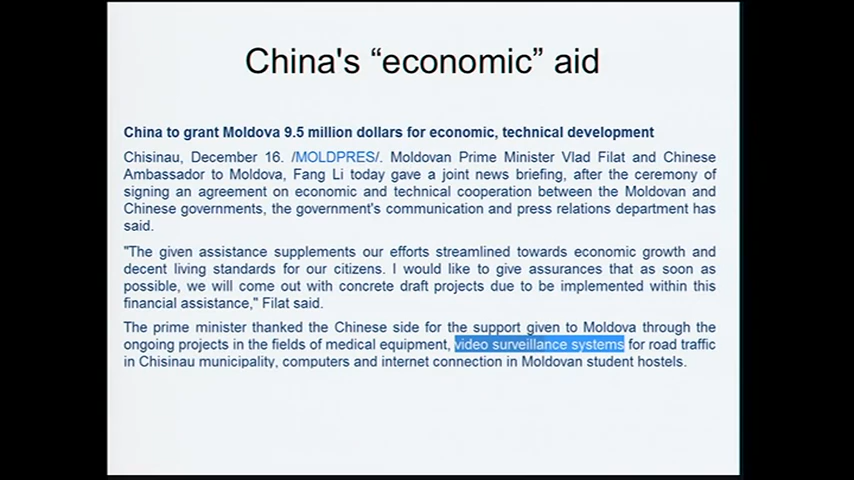 China's “economic” aid
China to grant Moldova 9.5 million dollars for economic, technical development
Chisinau, December 16. /MOLDPRES/. Moldovan Prime Minister Vlad Filat and Chinese
Ambassador to Moldova, Fang Li today gave a joint news briefing, after the ceremony of
signing an agreement on economic and technical cooperation between the Moldovan and
Chinese governments, the government's communication and press relations department has
said.
"The given assistance supplements our efforts streamlined towards economic growth and
decent living standards for our citizens. I would like to give assurances that as soon as
possible, we will come out with concrete draft projects due to be implemented within this
financial assistance," Filat said.
The prime minister thanked the Chinese side for the support given to Moldova through the
ongoing projects in the fields of medical equipment, video surveillance systems for road traffic
in Chisinau municipality, computers and internet connection in Moldovan student hostels.